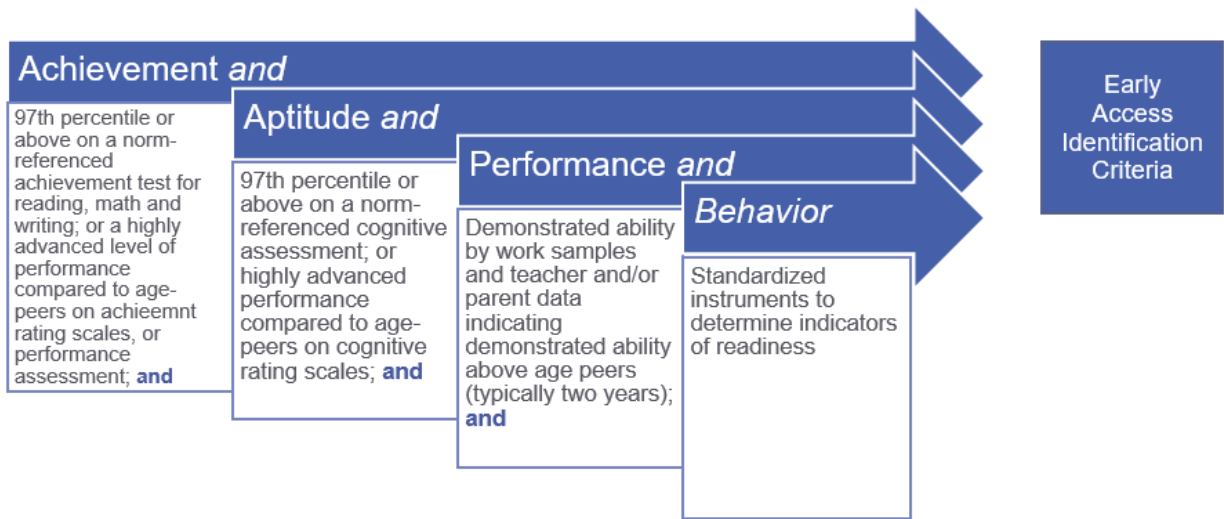 Achievement and
97th percentile or
above on a norm-
referenced
achievement test for
reading, math and
writing; or a highly
advanced level of
performance
compared to age-
peers on achieemnt
rating scales, or
performance
assessment; and
Aptitude and
97th percentile or
above on a norm-
referenced cognitive
assessment; or
highly advanced
performance
compared to age-
peers on cognitive
rating scales; and
Performance and
Demonstrated ability
by work samples
and teacher and/or
parent data
indicating
demonstrated ability
above age peers
(typically two years);
and
Behavior
Standardized
instruments to
determine indicators
of readiness
Early
Access
Identification
Criteria